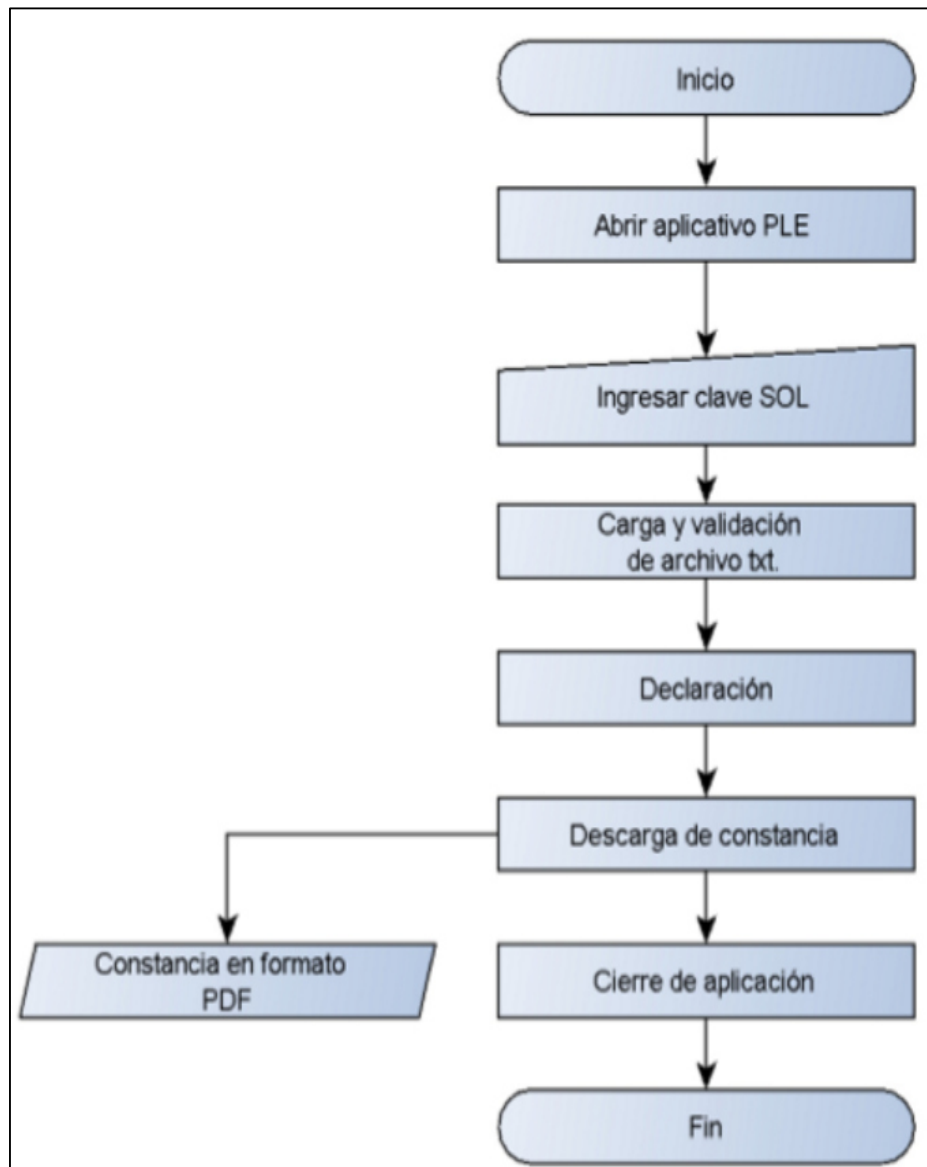 Inicio
Abrir aplicativo PLE
Ingresar clave SOL
Carga y validación
de archivo txt.
Declaración
Descarga de constancia
Constancia en formato
PDF
Cierre de aplicación
Fin